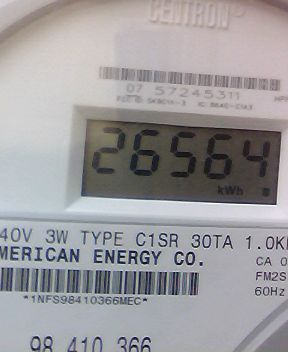 CENTRON®
07 57245311
26564
kWh
40V 3W TYPE C1SR 30TA 1.0K
MERICAN ENERGY CO.
CA 0
FM2S
60Hz
*1NFS98410366MEC*
98 410 366